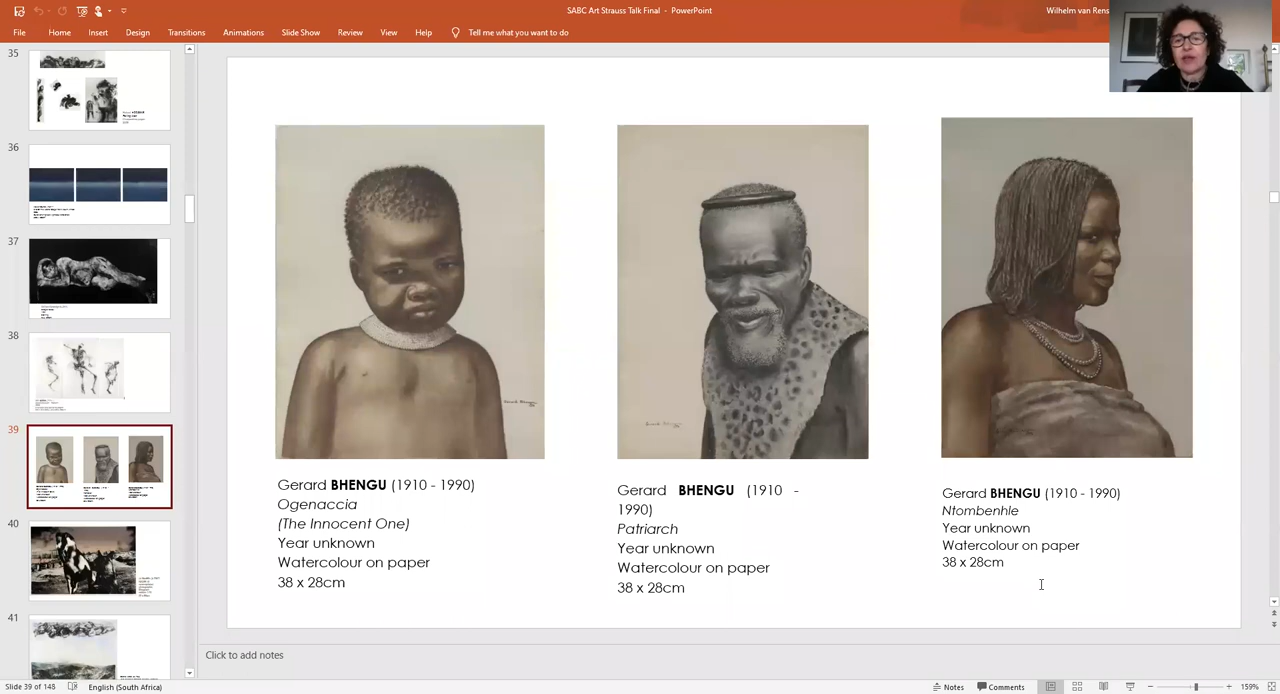 SABC Art Strauss Talk Final - PowerPoint
Wilhelm van Rens
File Home Insert Design Transitions Animations Slide Show Review View Help Tell me what you want to do
35
36
37
38
39
40
41
Gerard BHENGU (1910 - 1990)
Ogenaccia
(The Innocent One)
Year unknown
Watercolour on paper
38 x 28cm
Gerard BHENGU (1910 -
1990)
Patriarch
Year unknown
Watercolour on paper
38 x 28cm
Gerard BHENGU (1910 - 1990)
Ntombenhle
Year unknown
Watercolour on paper
38 x 28cm
Click to add notes
Slide 39 of 148 English (South Africa) Notes Comments 159%